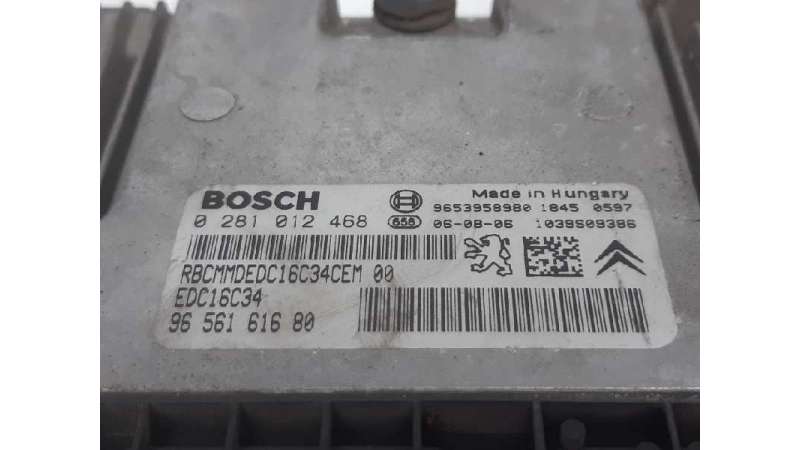 BOSCH
Made in Hungary
9653958980 1845 0597
0 281 012 468 656 06-08-06 1039S09386
RBCMMDEDC16C34CEM 00
EDC16C34
96 561 616 80